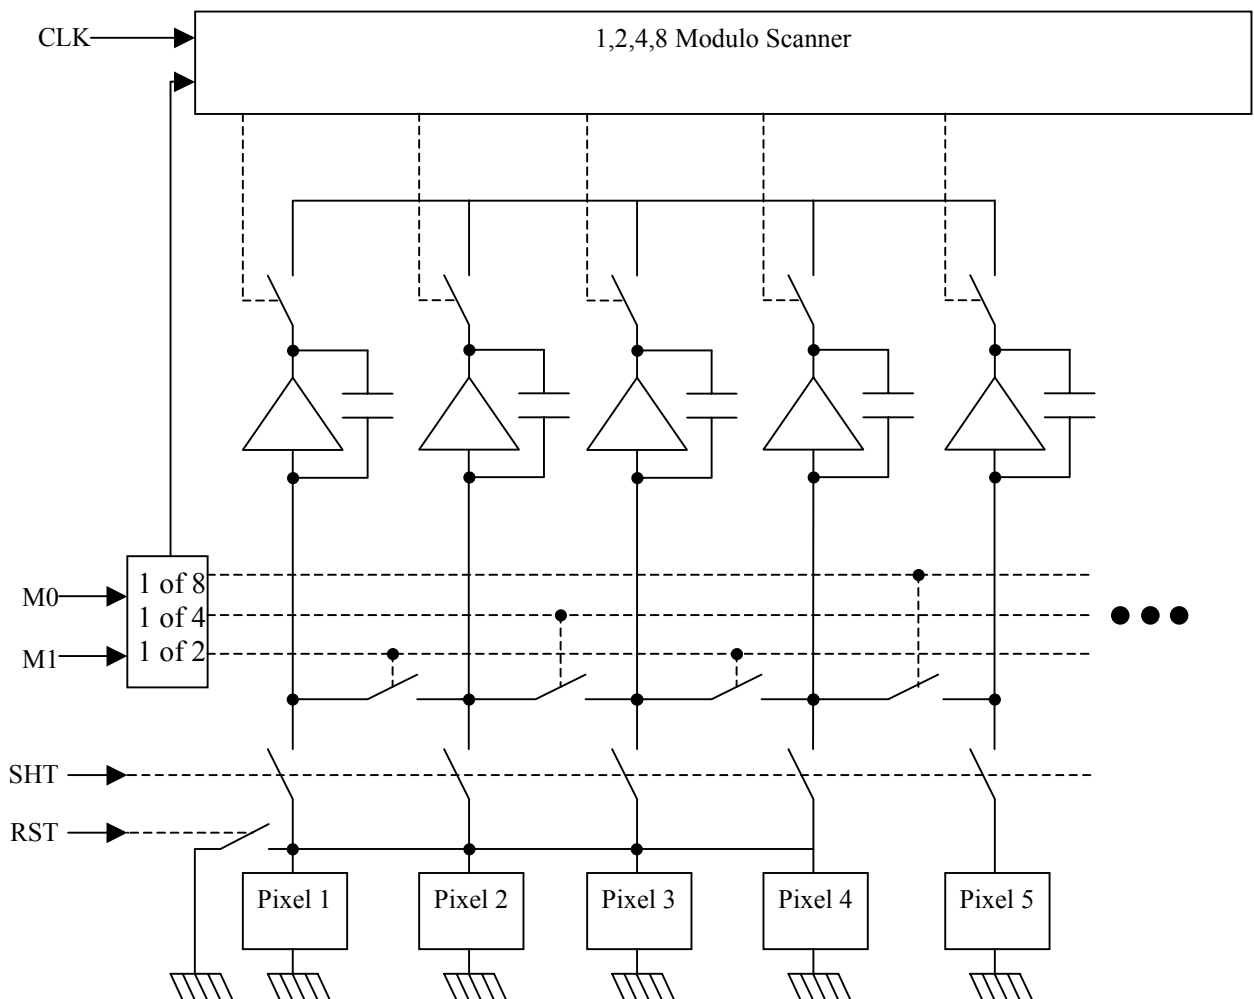 CLK
1,2,4,8 Modulo Scanner
M0
M1
1 of 8
1 of 4
1 of 2
SHT
RST
Pixel 1
Pixel 2
Pixel 3
Pixel 4
Pixel 5